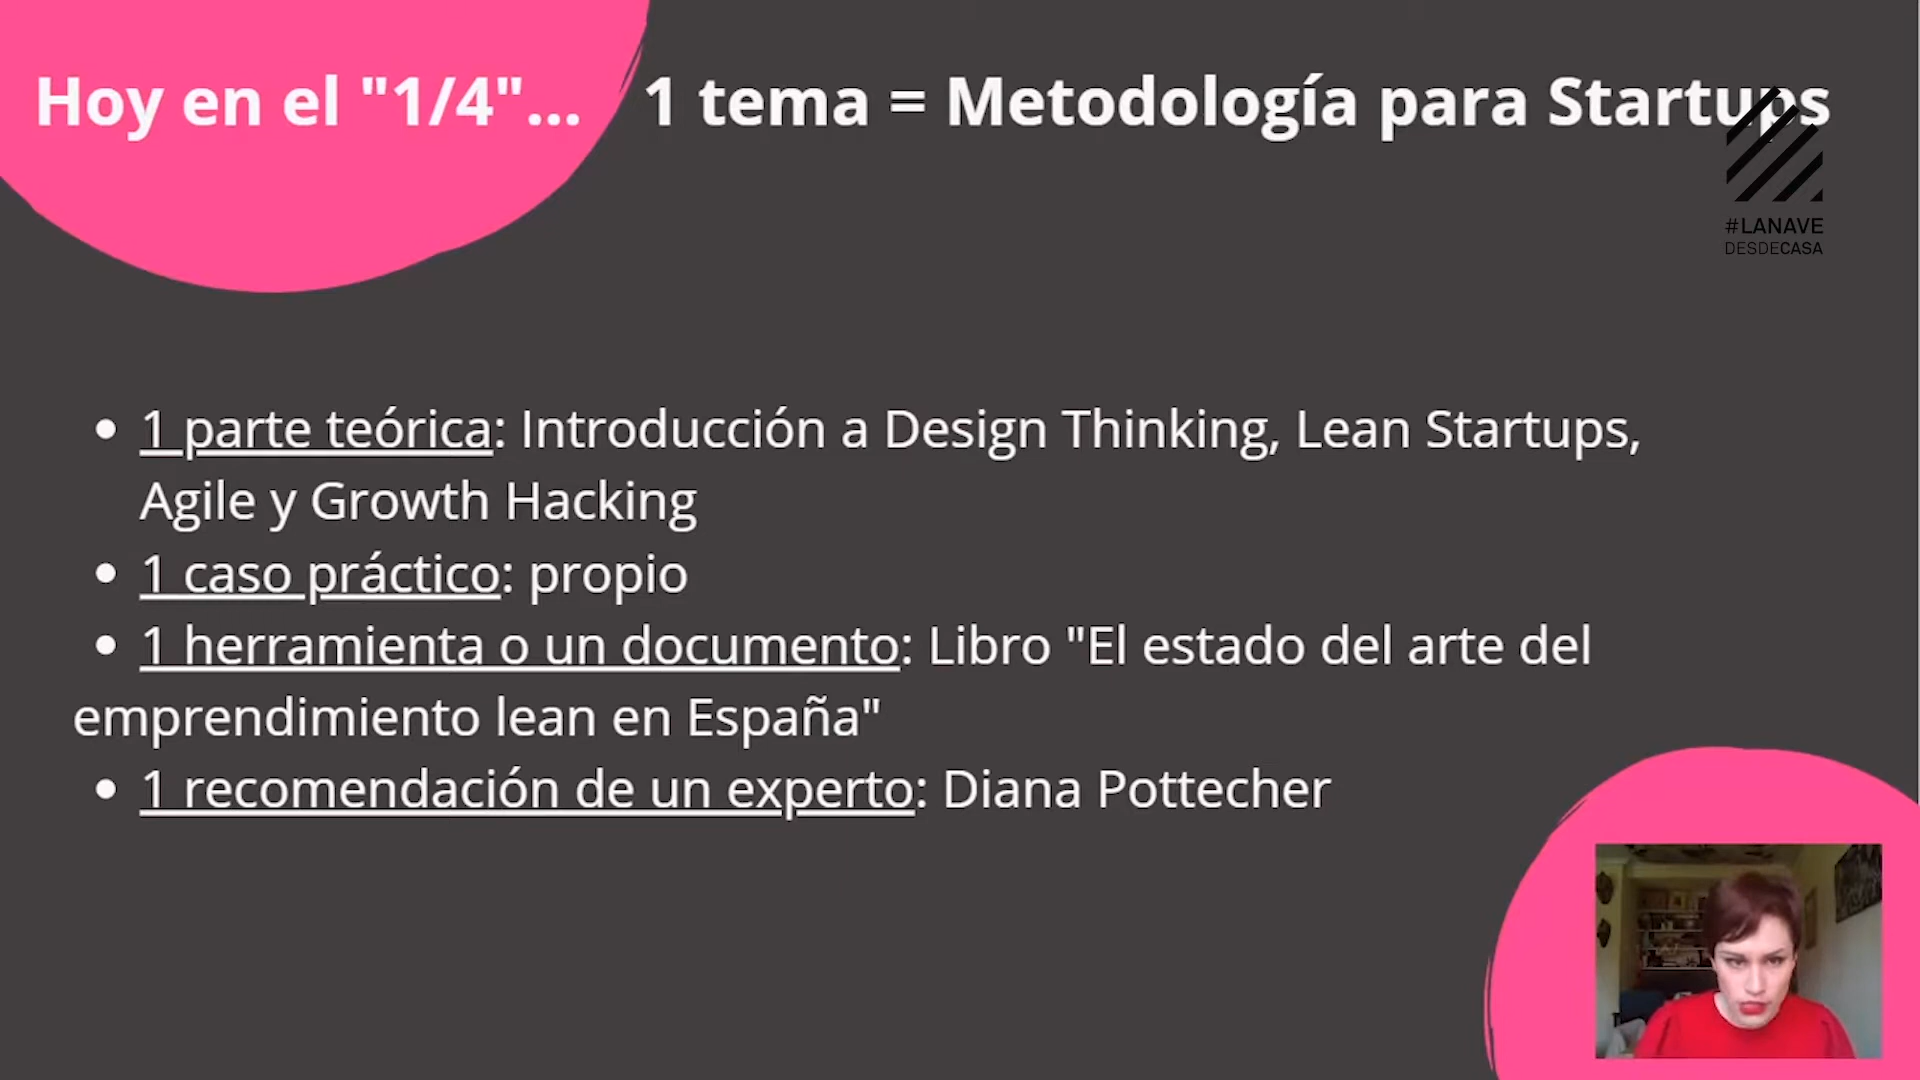 Hoy en el "1/4"... 1 tema = Metodología para Startups
#LANAVE
DESDECASA
1 parte teórica: Introducción a Design Thinking, Lean Startups,
Agile y Growth Hacking
1 caso práctico: propio
1 herramienta o un documento: Libro "El estado del arte del
emprendimiento lean en España"
1 recomendación de un experto: Diana Pottecher